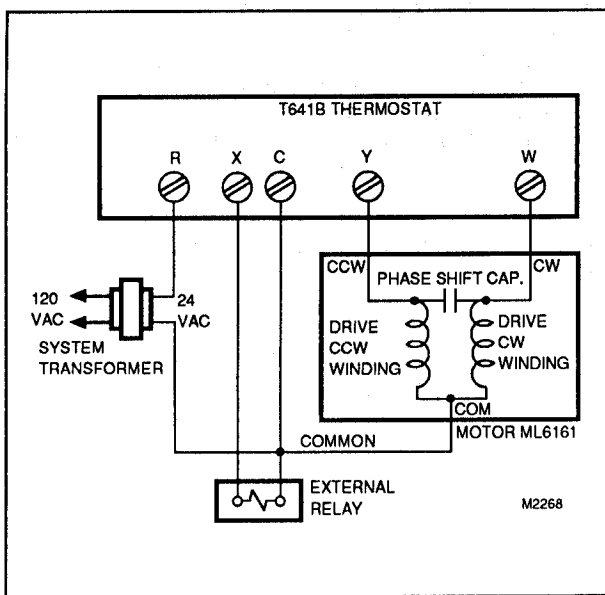 T641B THERMOSTAT
R X C Y W
CCW CW
PHASE SHIFT CAP.
120 VAC
24 VAC
SYSTEM
TRANSFORMER
DRIVE
CCW
WINDING
DRIVE
CW
WINDING
COM
MOTOR ML6161
COMMON
EXTERNAL
RELAY
M2268